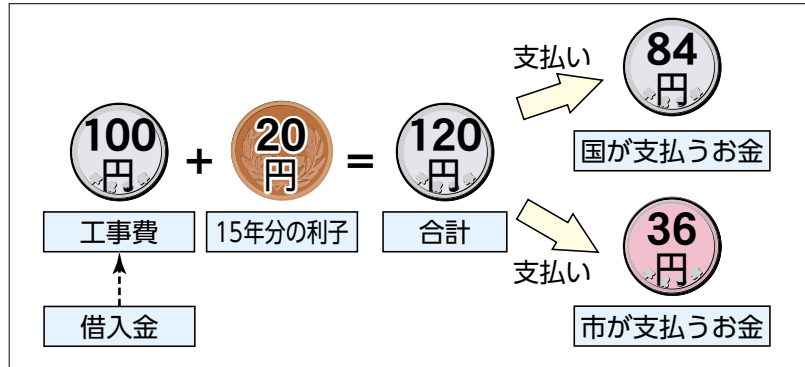 100
円
工事費
借入金
+
20
円
15年分の利子
=
120
円
合計
支払い
84
円
国が支払うお金
支払い
36
円
市が支払うお金